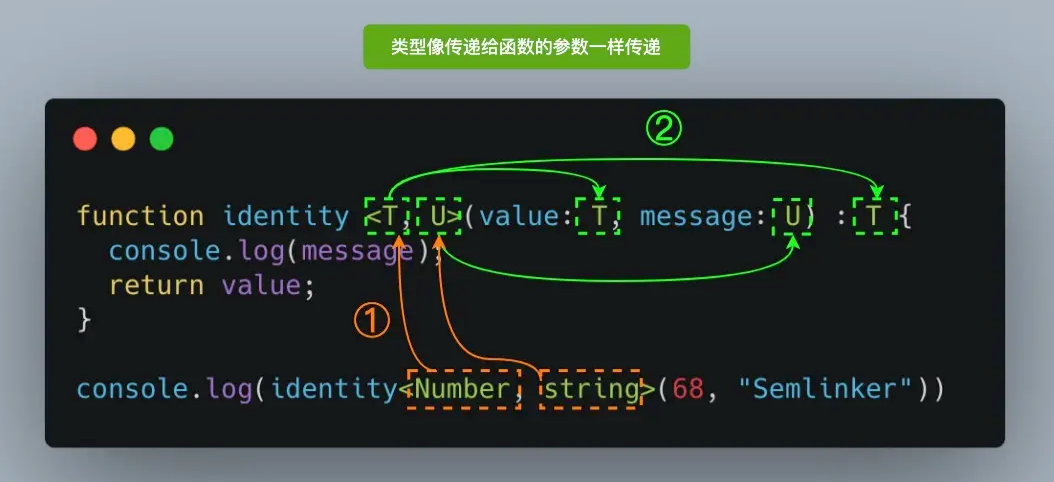 类型像传递给函数的参数一样传递
②
function identity <T, U>(value: T, message: U) : T {
console.log(message);
return value;
①
}
console.log(identity<Number, string>(68, "Semlinker"))